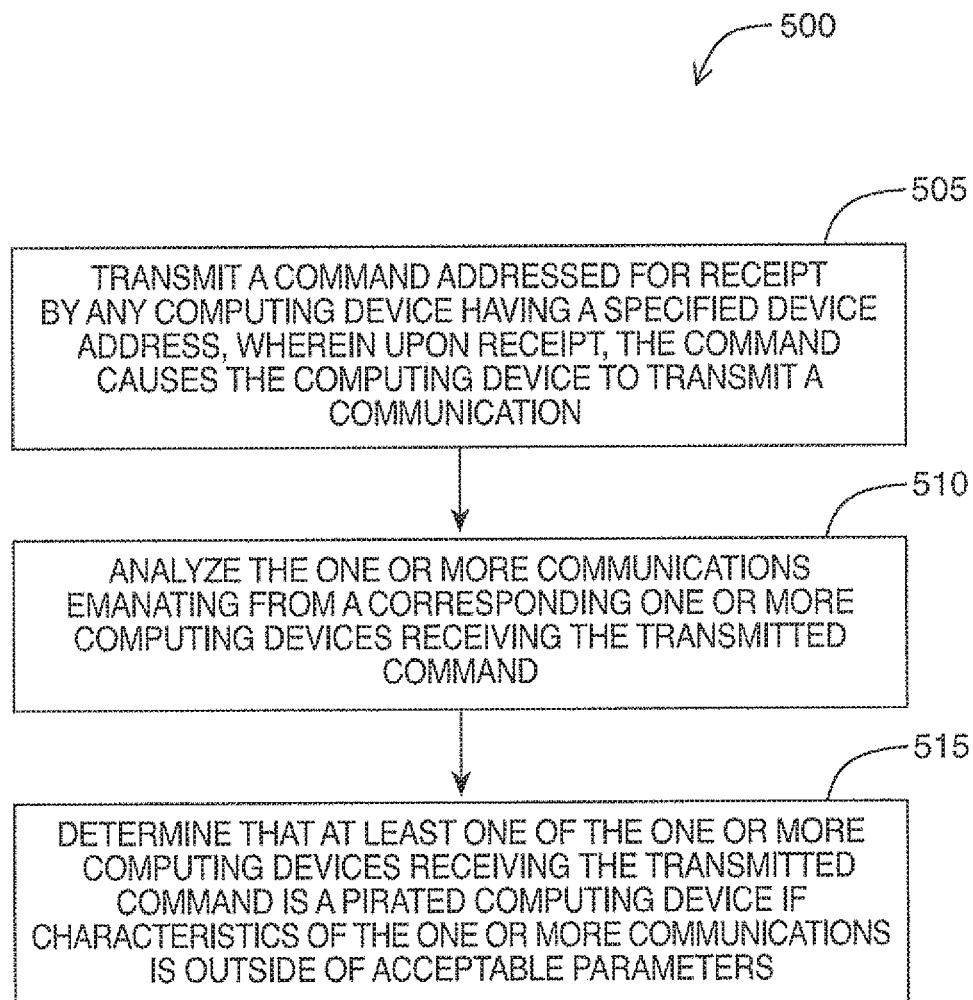 500
505
TRANSMIT A COMMAND ADDRESSED FOR RECEIPT
BY ANY COMPUTING DEVICE HAVING A SPECIFIED DEVICE
ADDRESS, WHEREIN UPON RECEIPT, THE COMMAND
CAUSES THE COMPUTING DEVICE TO TRANSMIT A
COMMUNICATION
510
ANALYZE THE ONE OR MORE COMMUNICATIONS
EMANATING FROM A CORRESPONDING ONE OR MORE
COMPUTING DEVICES RECEIVING THE TRANSMITTED
COMMAND
515
DETERMINE THAT AT LEAST ONE OF THE ONE OR MORE
COMPUTING DEVICES RECEIVING THE TRANSMITTED
COMMAND IS A PIRATED COMPUTING DEVICE IF
CHARACTERISTICS OF THE ONE OR MORE COMMUNICATIONS
IS OUTSIDE OF ACCEPTABLE PARAMETERS